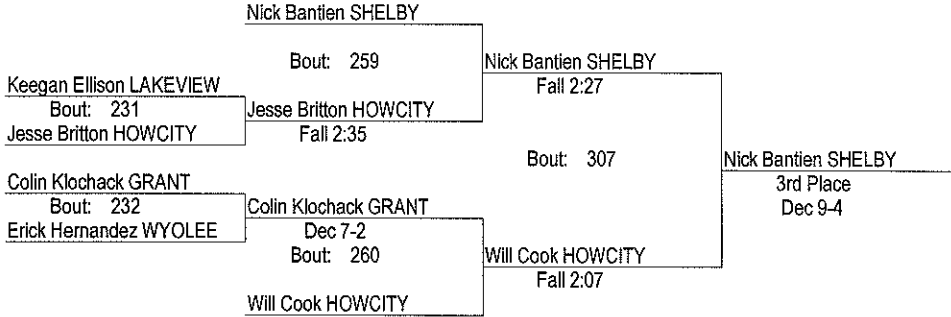 Nick Bantien SHELBY
Bout: 259
Nick Bantien SHELBY
Fall 2:27
Keegan Ellison LAKEVIEW
Bout: 231
Jesse Britton HOWCITY
Jesse Britton HOWCITY
Fall 2:35
Bout: 307
Nick Bantien SHELBY
3rd Place
Dec 9-4
Colin Klochack GRANT
Bout: 232
Erick Hernandez WYOLEE
Colin Klochack GRANT
Dec 7-2
Bout: 260
Will Cook HOWCITY
Fall 2:07
Will Cook HOWCITY